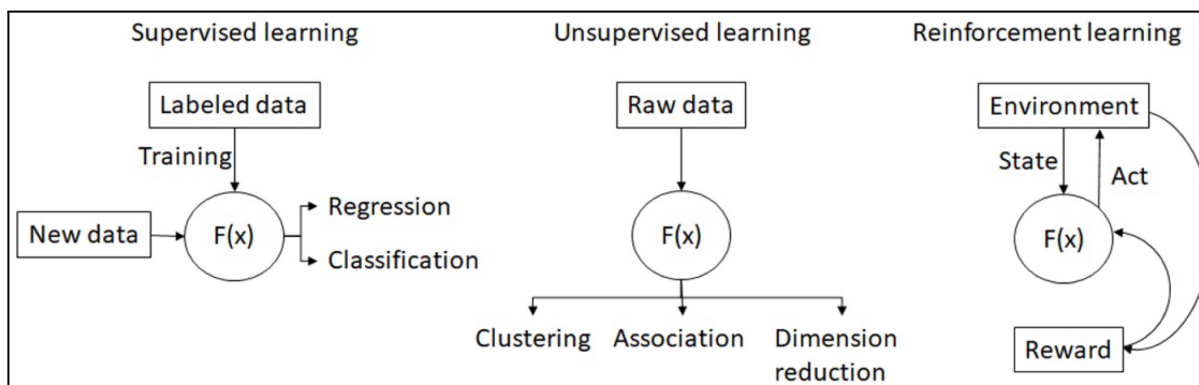 Supervised learning
Labeled data
Training
New data
F(x)
Regression
Classification
Unsupervised learning
Raw data
F(x)
Clustering
Association
Dimension
reduction
Reinforcement learning
Environment
State
Act
F(x)
Reward